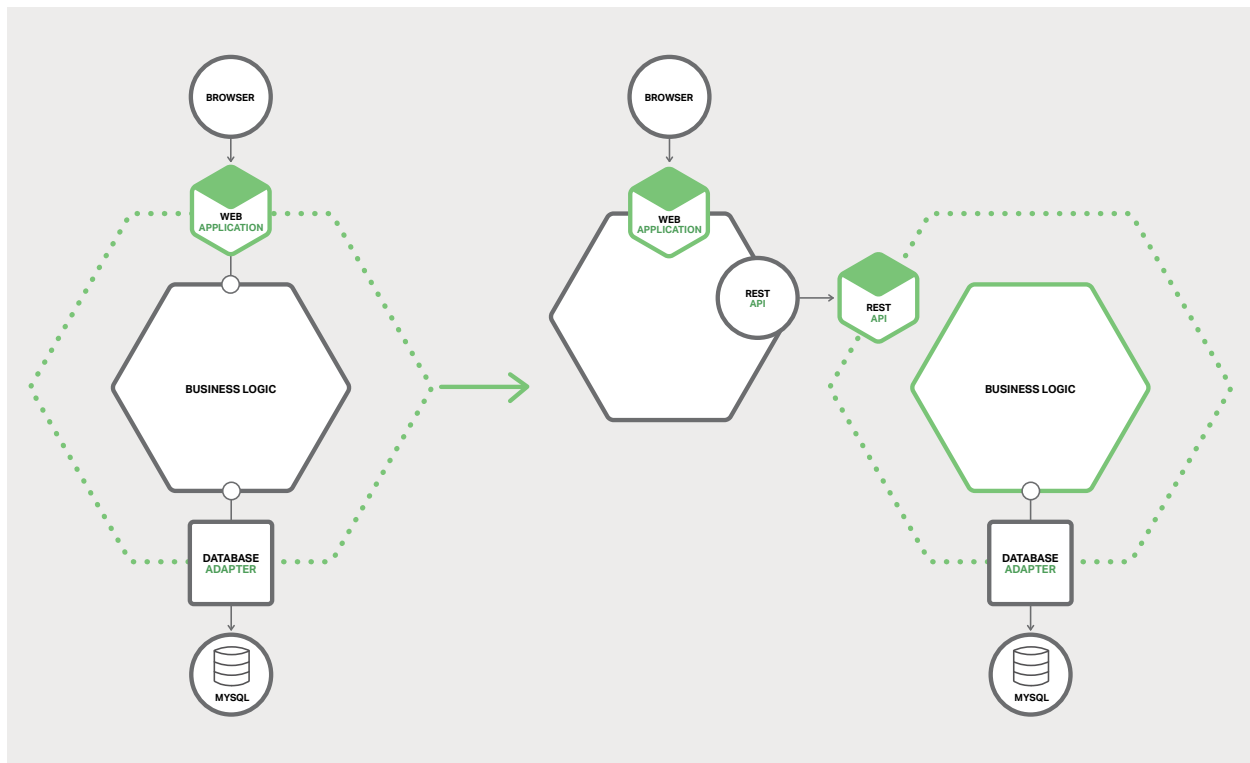 BROWSER
WEB
APPLICATION
BUSINESS LOGIC
DATABASE
ADAPTER
MYSQL
BROWSER
WEB
APPLICATION
REST
API
REST
API
BUSINESS LOGIC
DATABASE
ADAPTER
MYSQL